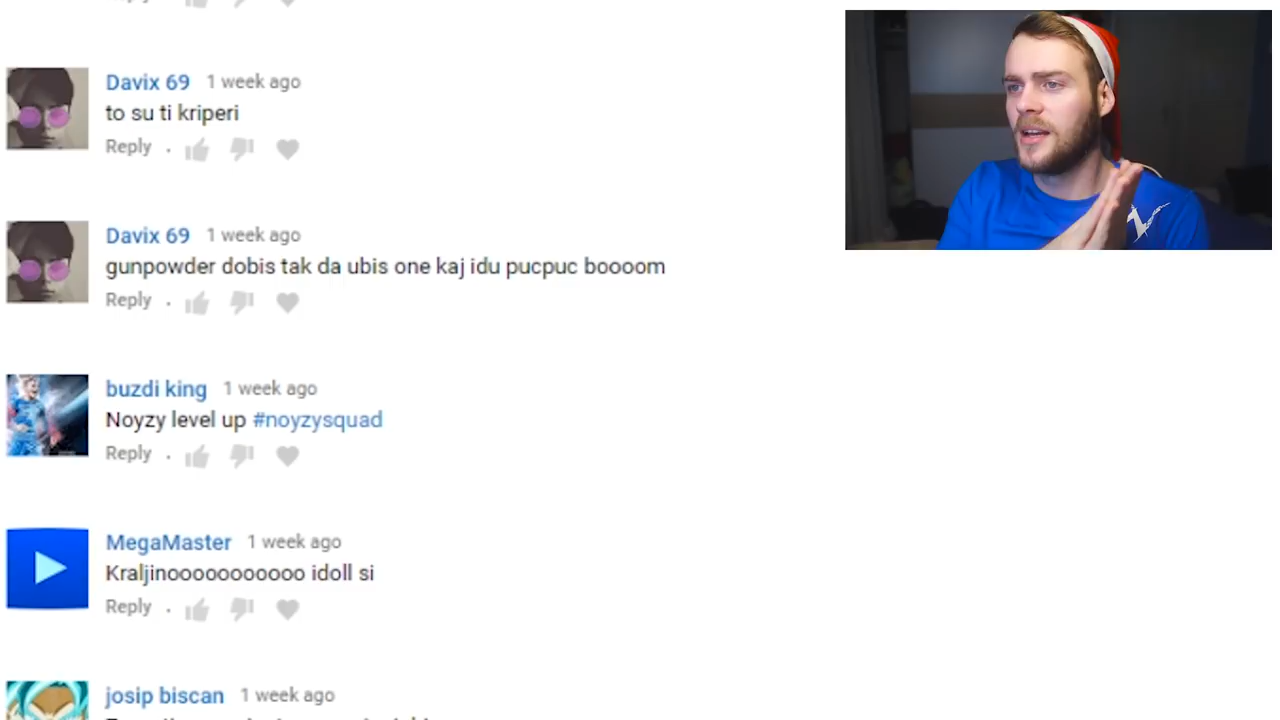 Davix 69 1 week ago
to su ti kriperi
Reply .
Davix 69 1 week ago
gunpowder dobis tak da ubis one kaj idu pucpuc boooom
Reply .
buzdi king 1 week ago
Noyzy level up #noyzysquad
Reply .
MegaMaster 1 week ago
Kraljinooooooooooo idoll si
Reply .
josip biscan 1 week ago